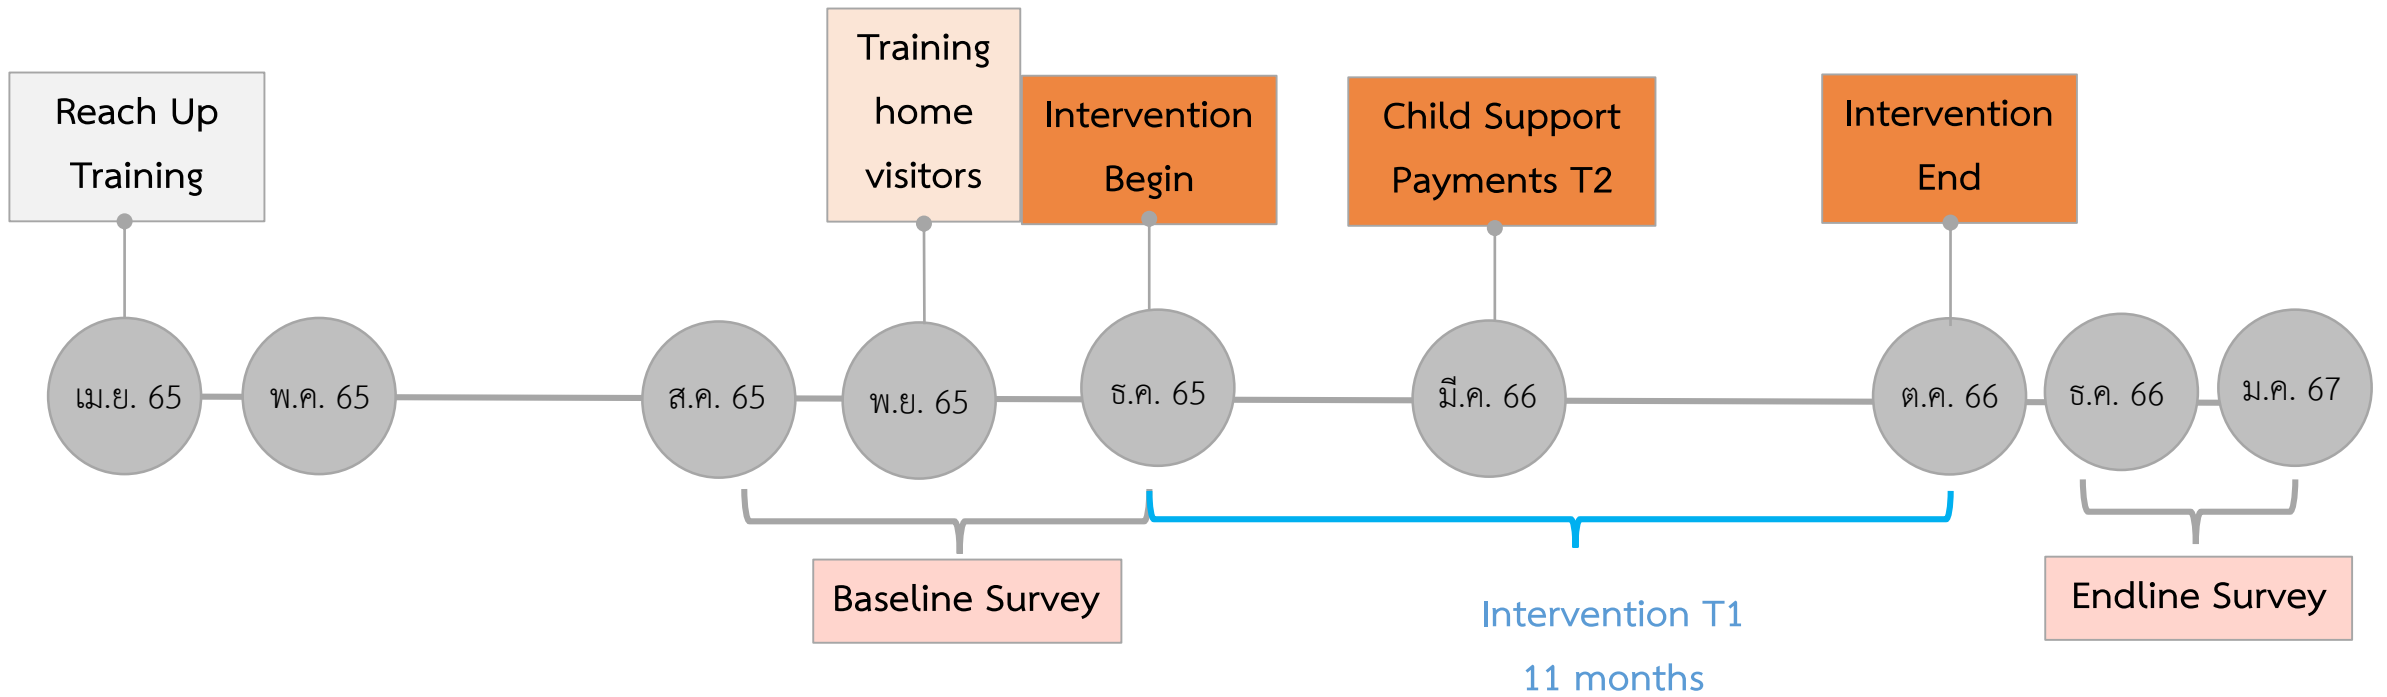 Reach Up
Training
Training
home
visitors
Intervention
Begin
Child Support
Payments T2
Intervention
End
เม.ย. 65
พ.ค. 65
ส.ค. 65
พ.ย. 65
ธ.ค. 65
มี.ค. 66
ต.ค. 66
ธ.ค. 66
ม.ค. 67
Baseline Survey
Intervention T1
11 months
Endline Survey